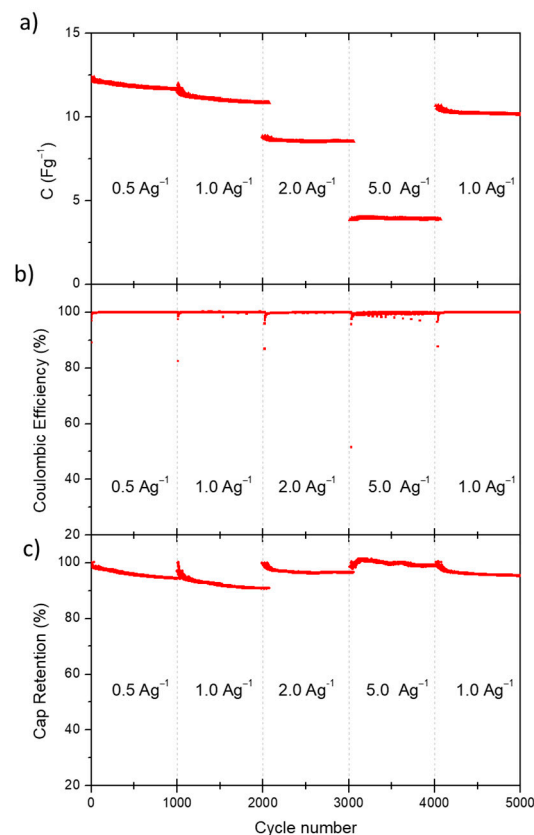 a)
15
10
5
0
C (Fg⁻¹)
0.5 Ag⁻¹ 1.0 Ag⁻¹ 2.0 Ag⁻¹ 5.0 Ag⁻¹ 1.0 Ag⁻¹
b)
100
80
60
40
20
Coulombic Efficiency (%)
0.5 Ag⁻¹ 1.0 Ag⁻¹ 2.0 Ag⁻¹ 5.0 Ag⁻¹ 1.0 Ag⁻¹
c)
100
80
60
40
20
Cap Retention (%)
0.5 Ag⁻¹ 1.0 Ag⁻¹ 2.0 Ag⁻¹ 5.0 Ag⁻¹ 1.0 Ag⁻¹
0 1000 2000 3000 4000 5000
Cycle number